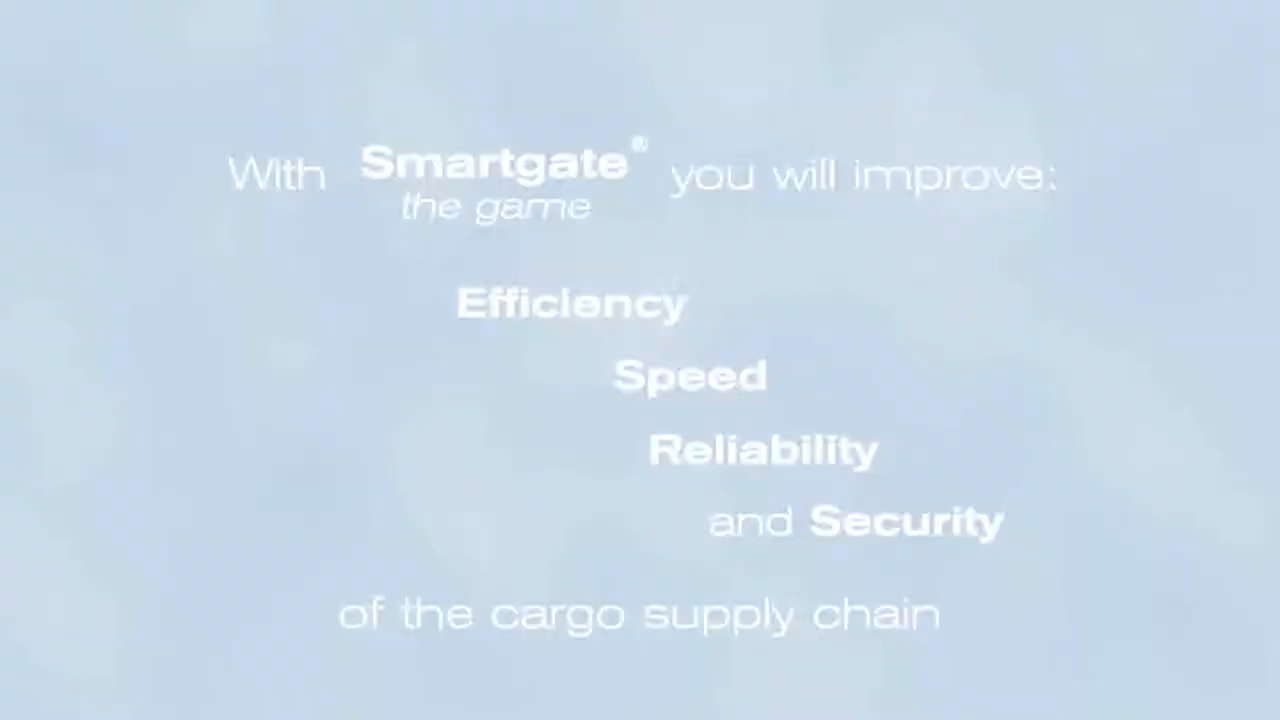 With Smartgate® you will improve:
the game
Efficiency
Speed
Reliability
and Security
of the cargo supply chain